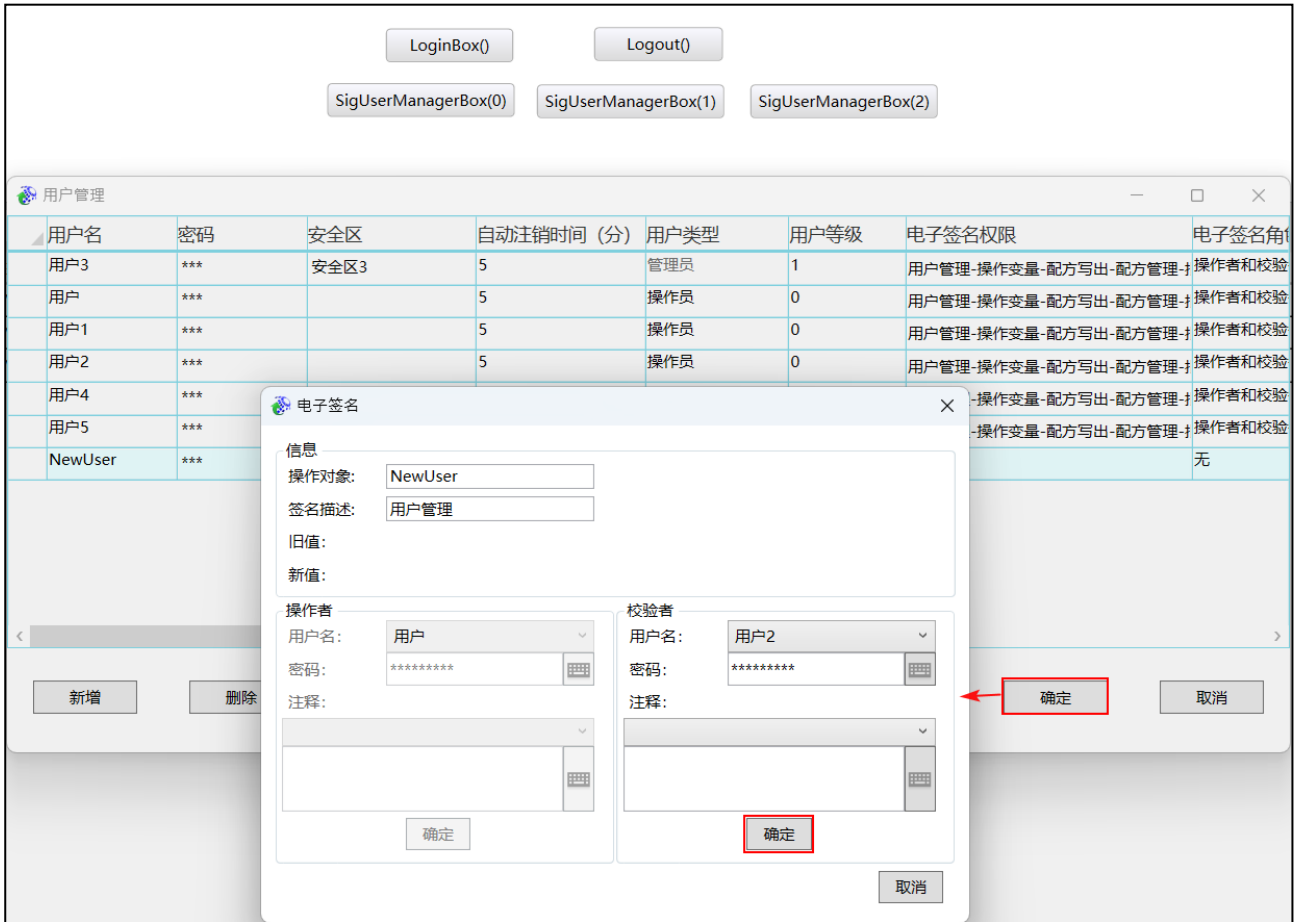 LoginBox() Logout()
SigUserManagerBox(0) SigUserManagerBox(1) SigUserManagerBox(2)
用户管理
用户名 密码 安全区 自动注销时间（分） 用户类型 用户等级 电子签名权限 电子签名角
用户3 *** 安全区3 5 管理员 1 用户管理-操作变量-配方写出-配方管理- 操作者和校验
用户 *** 5 操作员 0 用户管理-操作变量-配方写出-配方管理- 操作者和校验
用户1 *** 5 操作员 0 用户管理-操作变量-配方写出-配方管理- 操作者和校验
用户2 *** 5 操作员 0 用户管理-操作变量-配方写出-配方管理- 操作者和校验
用户4 *** -操作变量-配方写出-配方管理- 操作者和校验
用户5 *** -操作变量-配方写出-配方管理- 操作者和校验
NewUser *** 无
电子签名
信息
操作对象: NewUser
签名描述: 用户管理
旧值:
新值:
操作者 校验者
用户名: 用户 用户名: 用户2
密码: ********* 密码: *********
注释: 注释:
新增 删除 确定 取消
确定 确定
取消